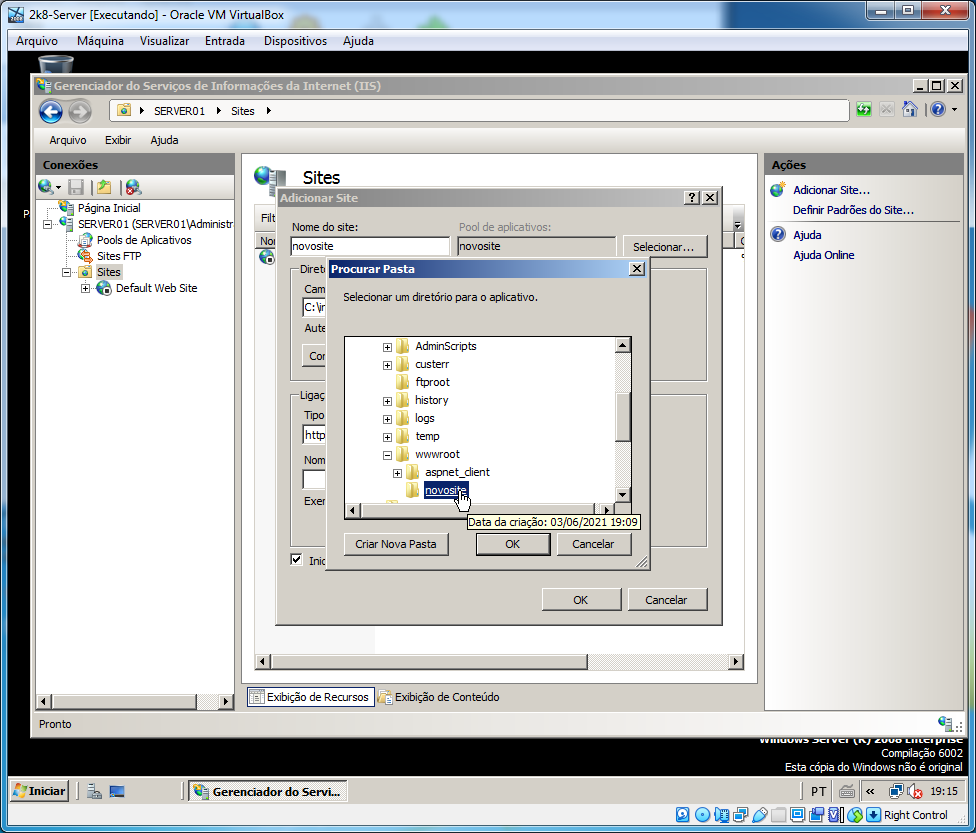 2k8-Server [Executando] - Oracle VM VirtualBox
Arquivo Máquina Visualizar Entrada Dispositivos Ajuda
Gerenciador do Serviços de Informações da Internet (IIS)
SERVER01 Sites
Arquivo Exibir Ajuda
Conexões
Página Inicial
SERVER01 (SERVER01\Administr
Pools de Aplicativos
Sites FTP
Sites
Default Web Site
Sites
Filt
Nor
Adicionar Site
Nome do site:
Pool de aplicativos:
novosite
novosite
Selecionar...
Direto
Cam
C:\in
Aute
Con
Ligaç
Tipo
http
Nom
Exen
Inic
Procurar Pasta
Selecionar um diretório para o aplicativo.
AdminScripts
custerr
ftproot
history
logs
temp
wwwroot
aspnet_client
novosite
Data da criação: 03/06/2021 19:09
Criar Nova Pasta
OK
Cancelar
OK
Cancelar
Ações
Adicionar Site...
Definir Padrões do Site...
Ajuda
Ajuda Online
Exibição de Recursos
Exibição de Conteúdo
Pronto
Windows Server (R) 2008 Enterprise
Compilação 6002
Esta cópia do Windows não é original
Iniciar
Gerenciador do Servi...
PT
«
19:15
Right Control